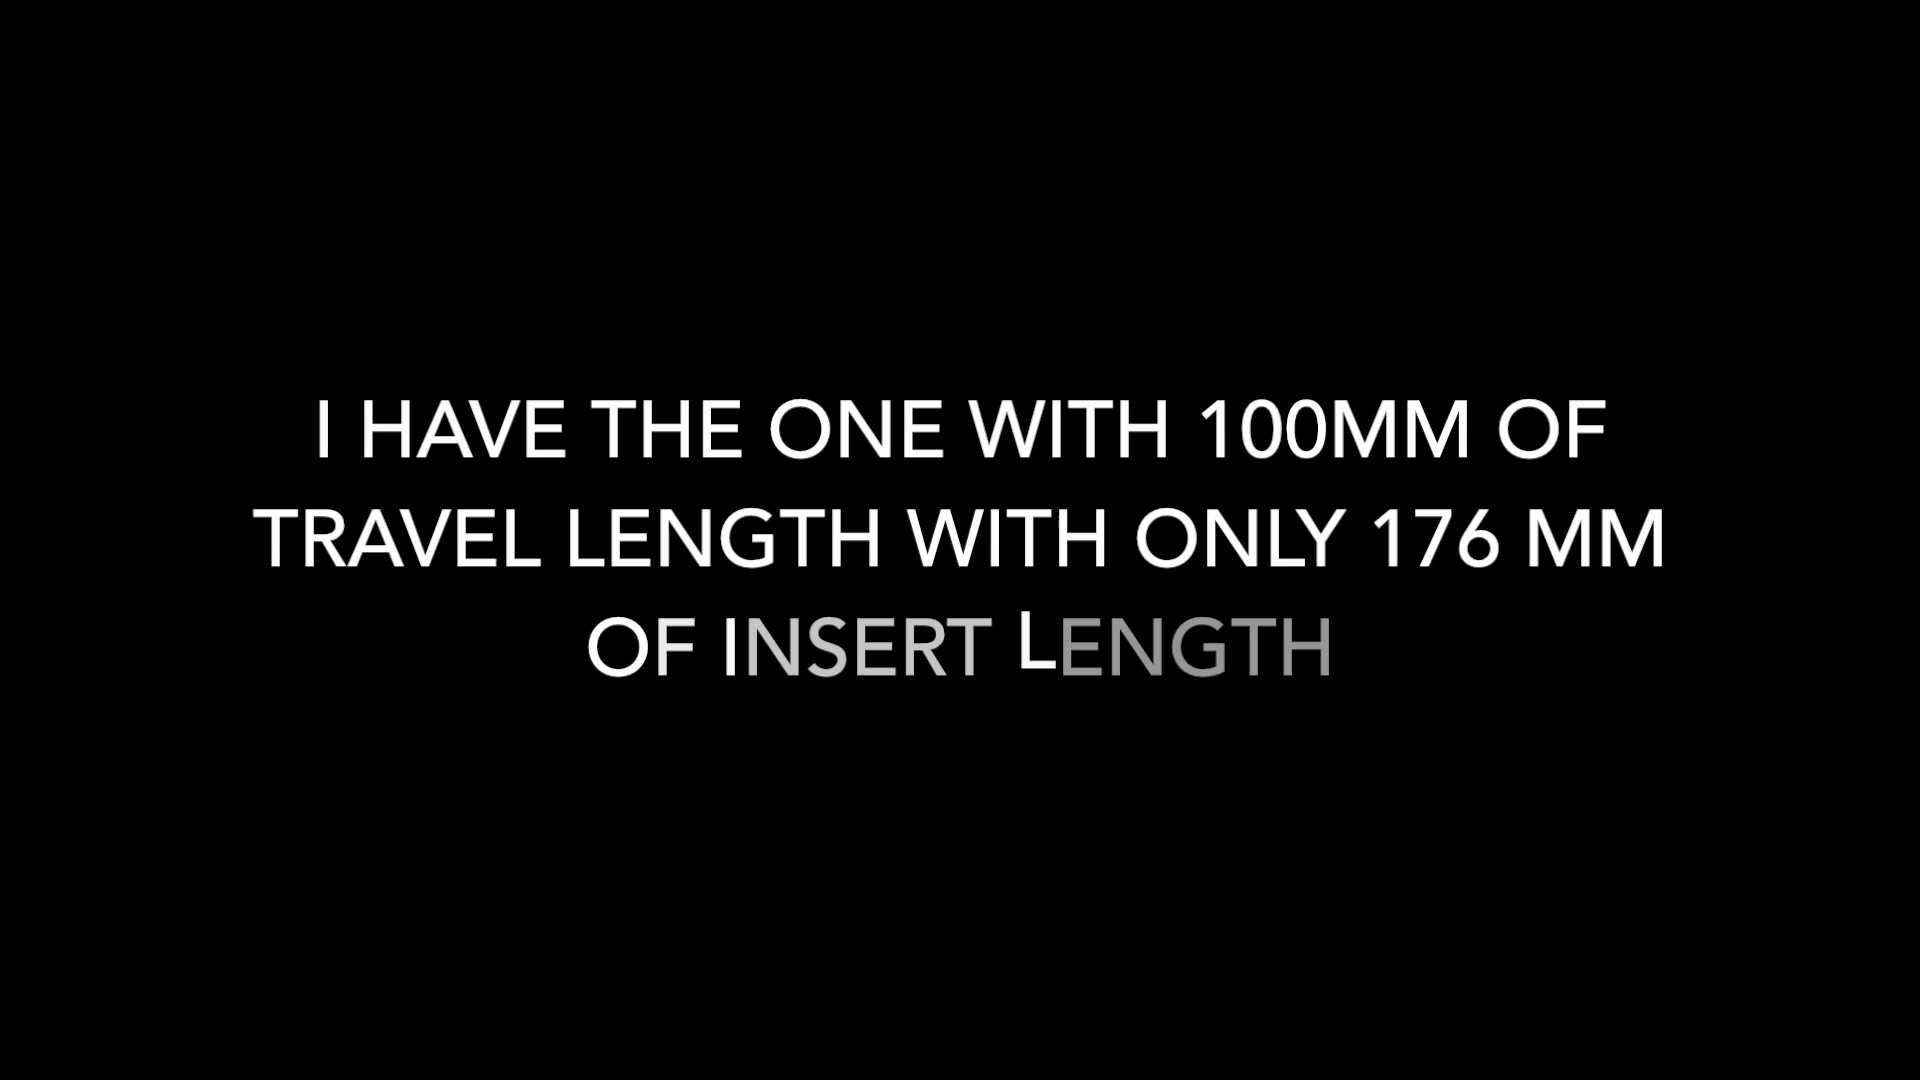 I HAVE THE ONE WITH 100MM OF
TRAVEL LENGTH WITH ONLY 176 MM
OF INSERT LENGTH